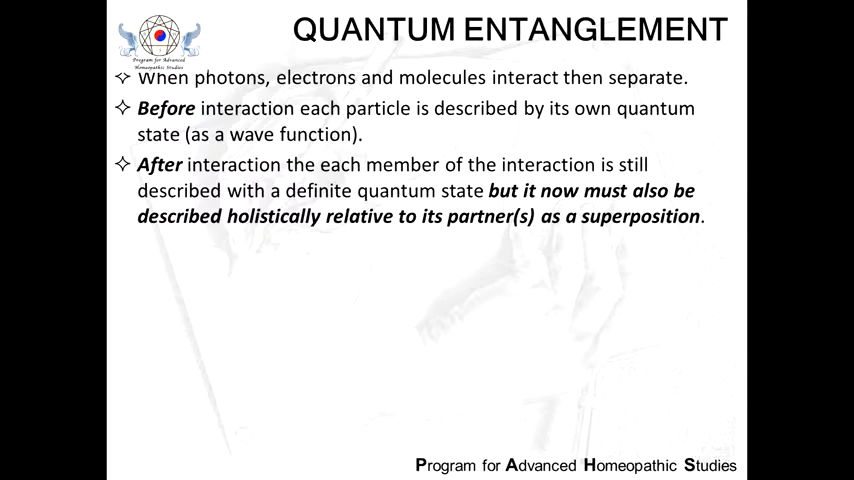 QUANTUM ENTANGLEMENT
Program for Advanced
Homeopathic Studies
When photons, electrons and molecules interact then separate.
Before interaction each particle is described by its own quantum
state (as a wave function).
After interaction the each member of the interaction is still
described with a definite quantum state but it now must also be
described holistically relative to its partner(s) as a superposition.
Program for Advanced Homeopathic Studies